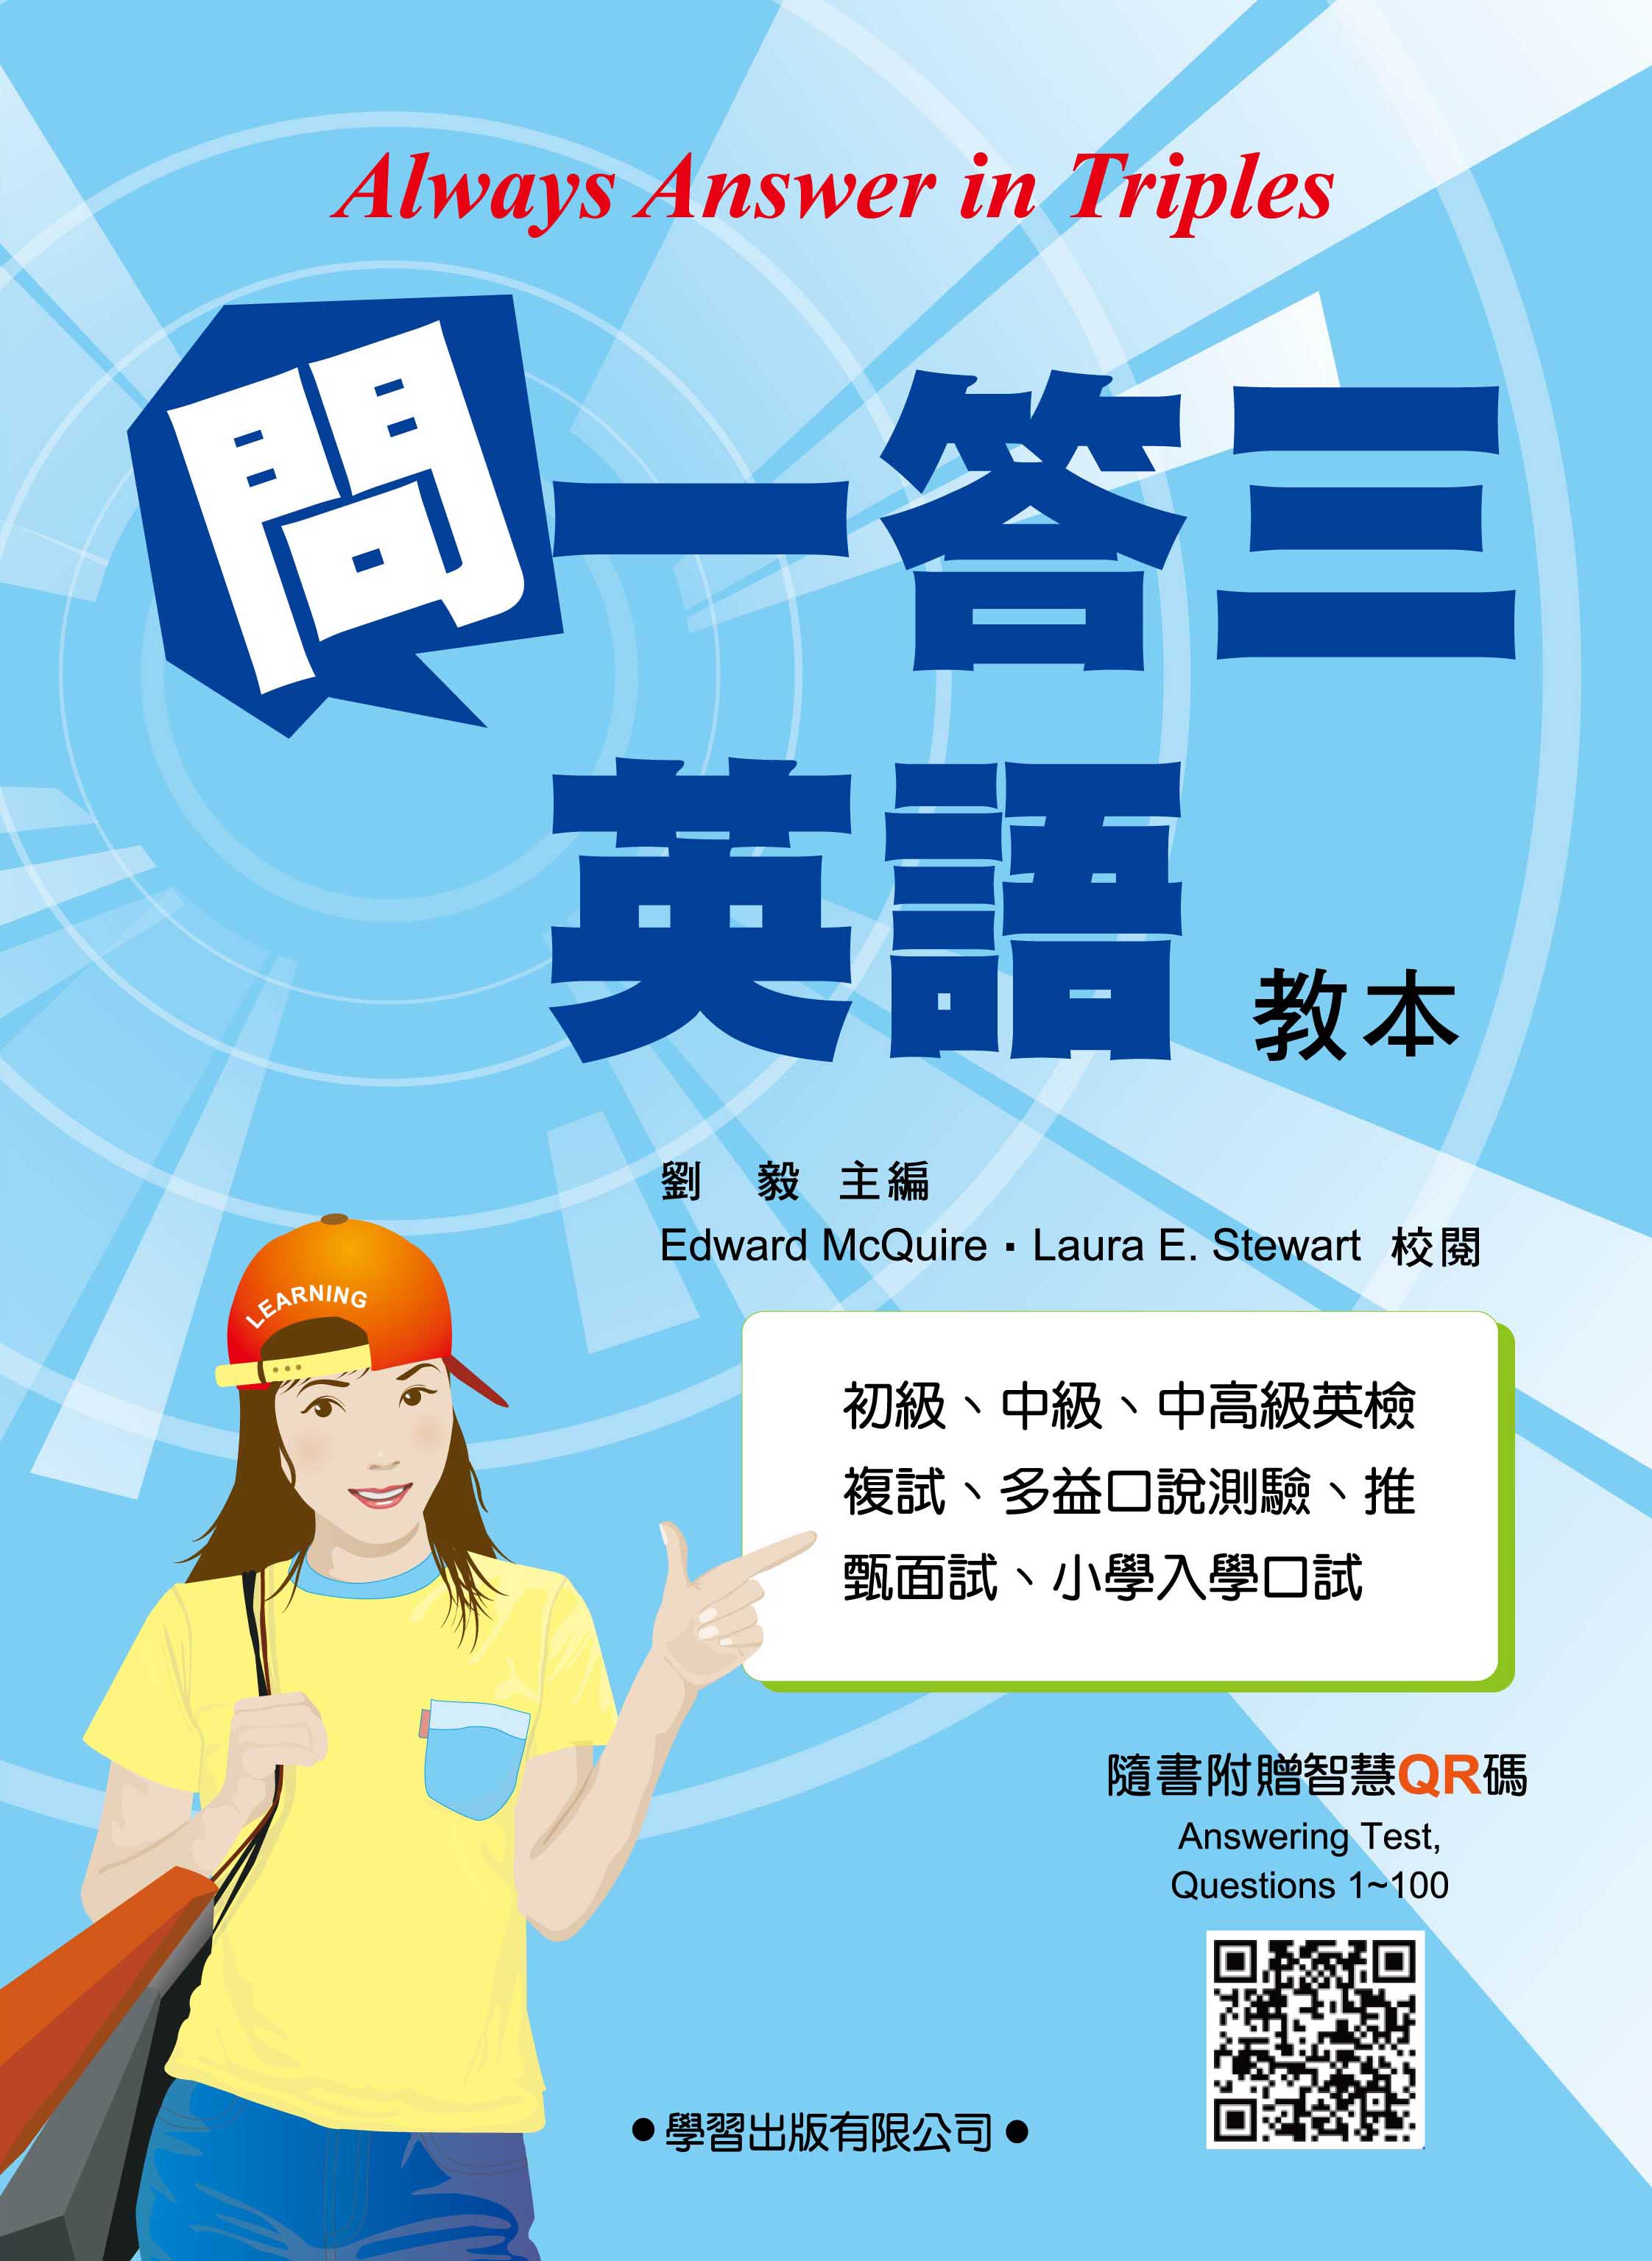 Always Answer in Triples
問一答三
英語 教本
劉 毅 主編
Edward McQuire・Laura E. Stewart 校閱
LEARNING
初級、中級、中高級英檢
複試、多益口說測驗、推
甄面試、小學入學口試
隨書附贈智慧QR碼
Answering Test,
Questions 1~100
●學習出版有限公司●